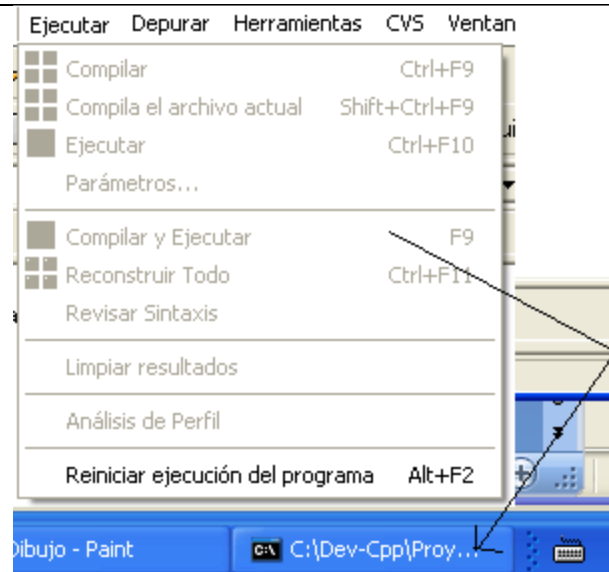 Ejecutar Depurar Herramientas CVS Ventan
Compilar Ctrl+F9
Compila el archivo actual Shift+Ctrl+F9
Ejecutar Ctrl+F10
Parámetros...
Compilar y Ejecutar F9
Reconstruir Todo Ctrl+F11
Revisar Sintaxis
Limpiar resultados
Análisis de Perfil
Reiniciar ejecución del programa Alt+F2
Dibujo - Paint C:\Dev-Cpp\Proy...